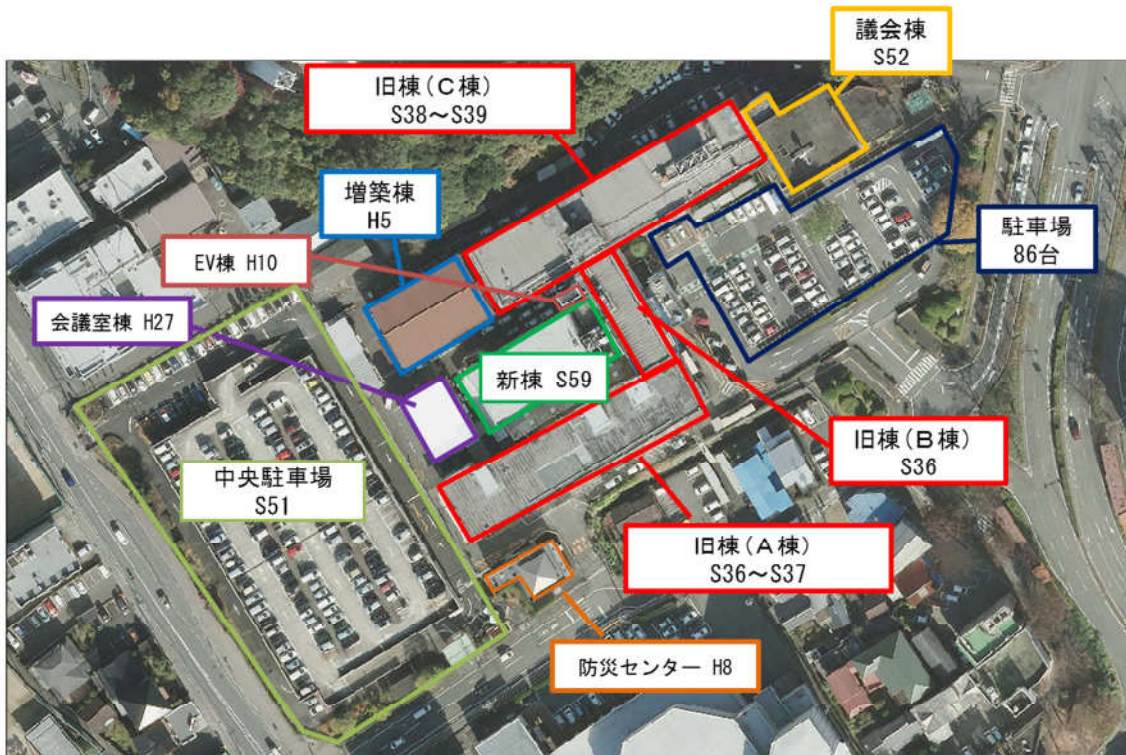 議会棟
S52
旧棟(C棟)
S38～S39
増築棟
H5
駐車場
86台
EV棟 H10
会議室棟 H27
新棟 S59
旧棟(B棟)
S36
中央駐車場
S51
旧棟(A棟)
S36～S37
防災センター H8